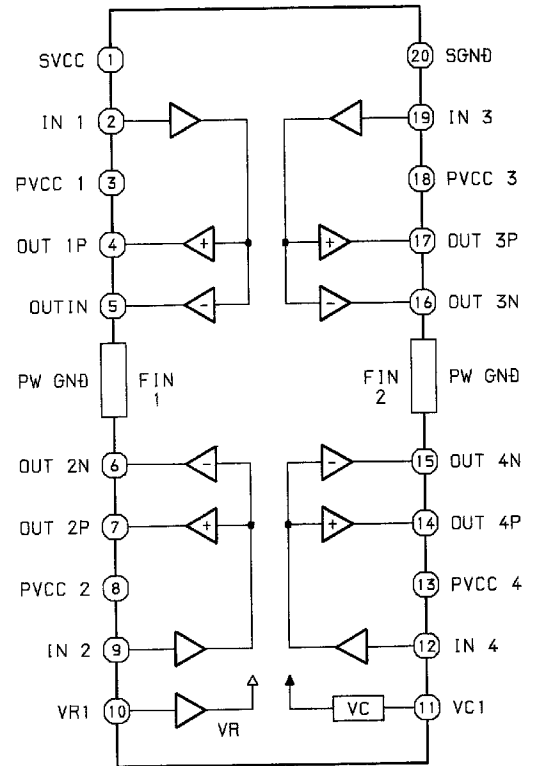 SVCC 1
20 SGND
IN 1 2
19 IN 3
PVCC 1 3
18 PVCC 3
OUT 1P 4 +
+ 17 OUT 3P
OUTIN 5 -
- 16 OUT 3N
PW GND FIN 1
FIN 2 PW GND
OUT 2N 6 -
- 15 OUT 4N
OUT 2P 7 +
+ 14 OUT 4P
PVCC 2 8
13 PVCC 4
IN 2 9
12 IN 4
VR1 10 VR
VC 11 VC1